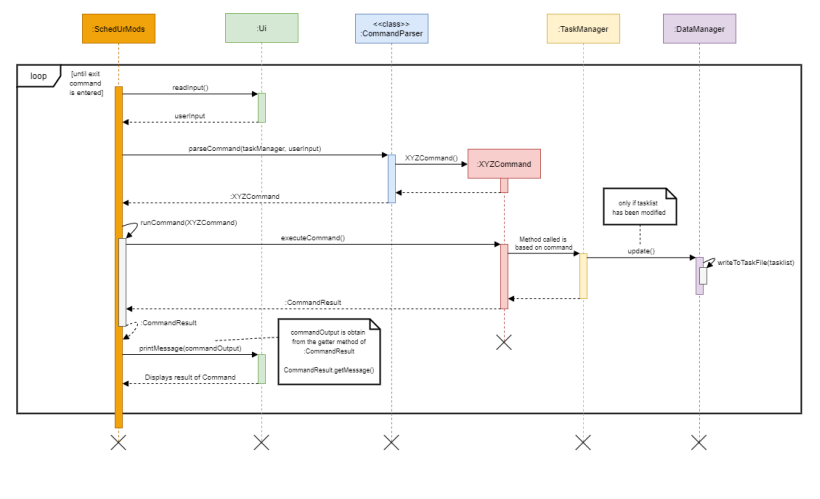 :SchedUrMods
:Ui
<<class>>
:CommandParser
:TaskManager
:DataManager
loop
[until exit
command
is entered]
readInput()
userInput
parseCommand(taskManager, userInput)
XYZCommand()
:XYZCommand
:XYZCommand
only if tasklist
has been modified
runCommand(XYZCommand)
executeCommand()
Method called is
based on command
update()
writeToTaskFile(tasklist)
:CommandResult
:CommandResult
commandOutput is obtain
from the getter method of
:CommandResult
CommandResult.getMessage()
printMessage(commandOutput)
Displays result of Command